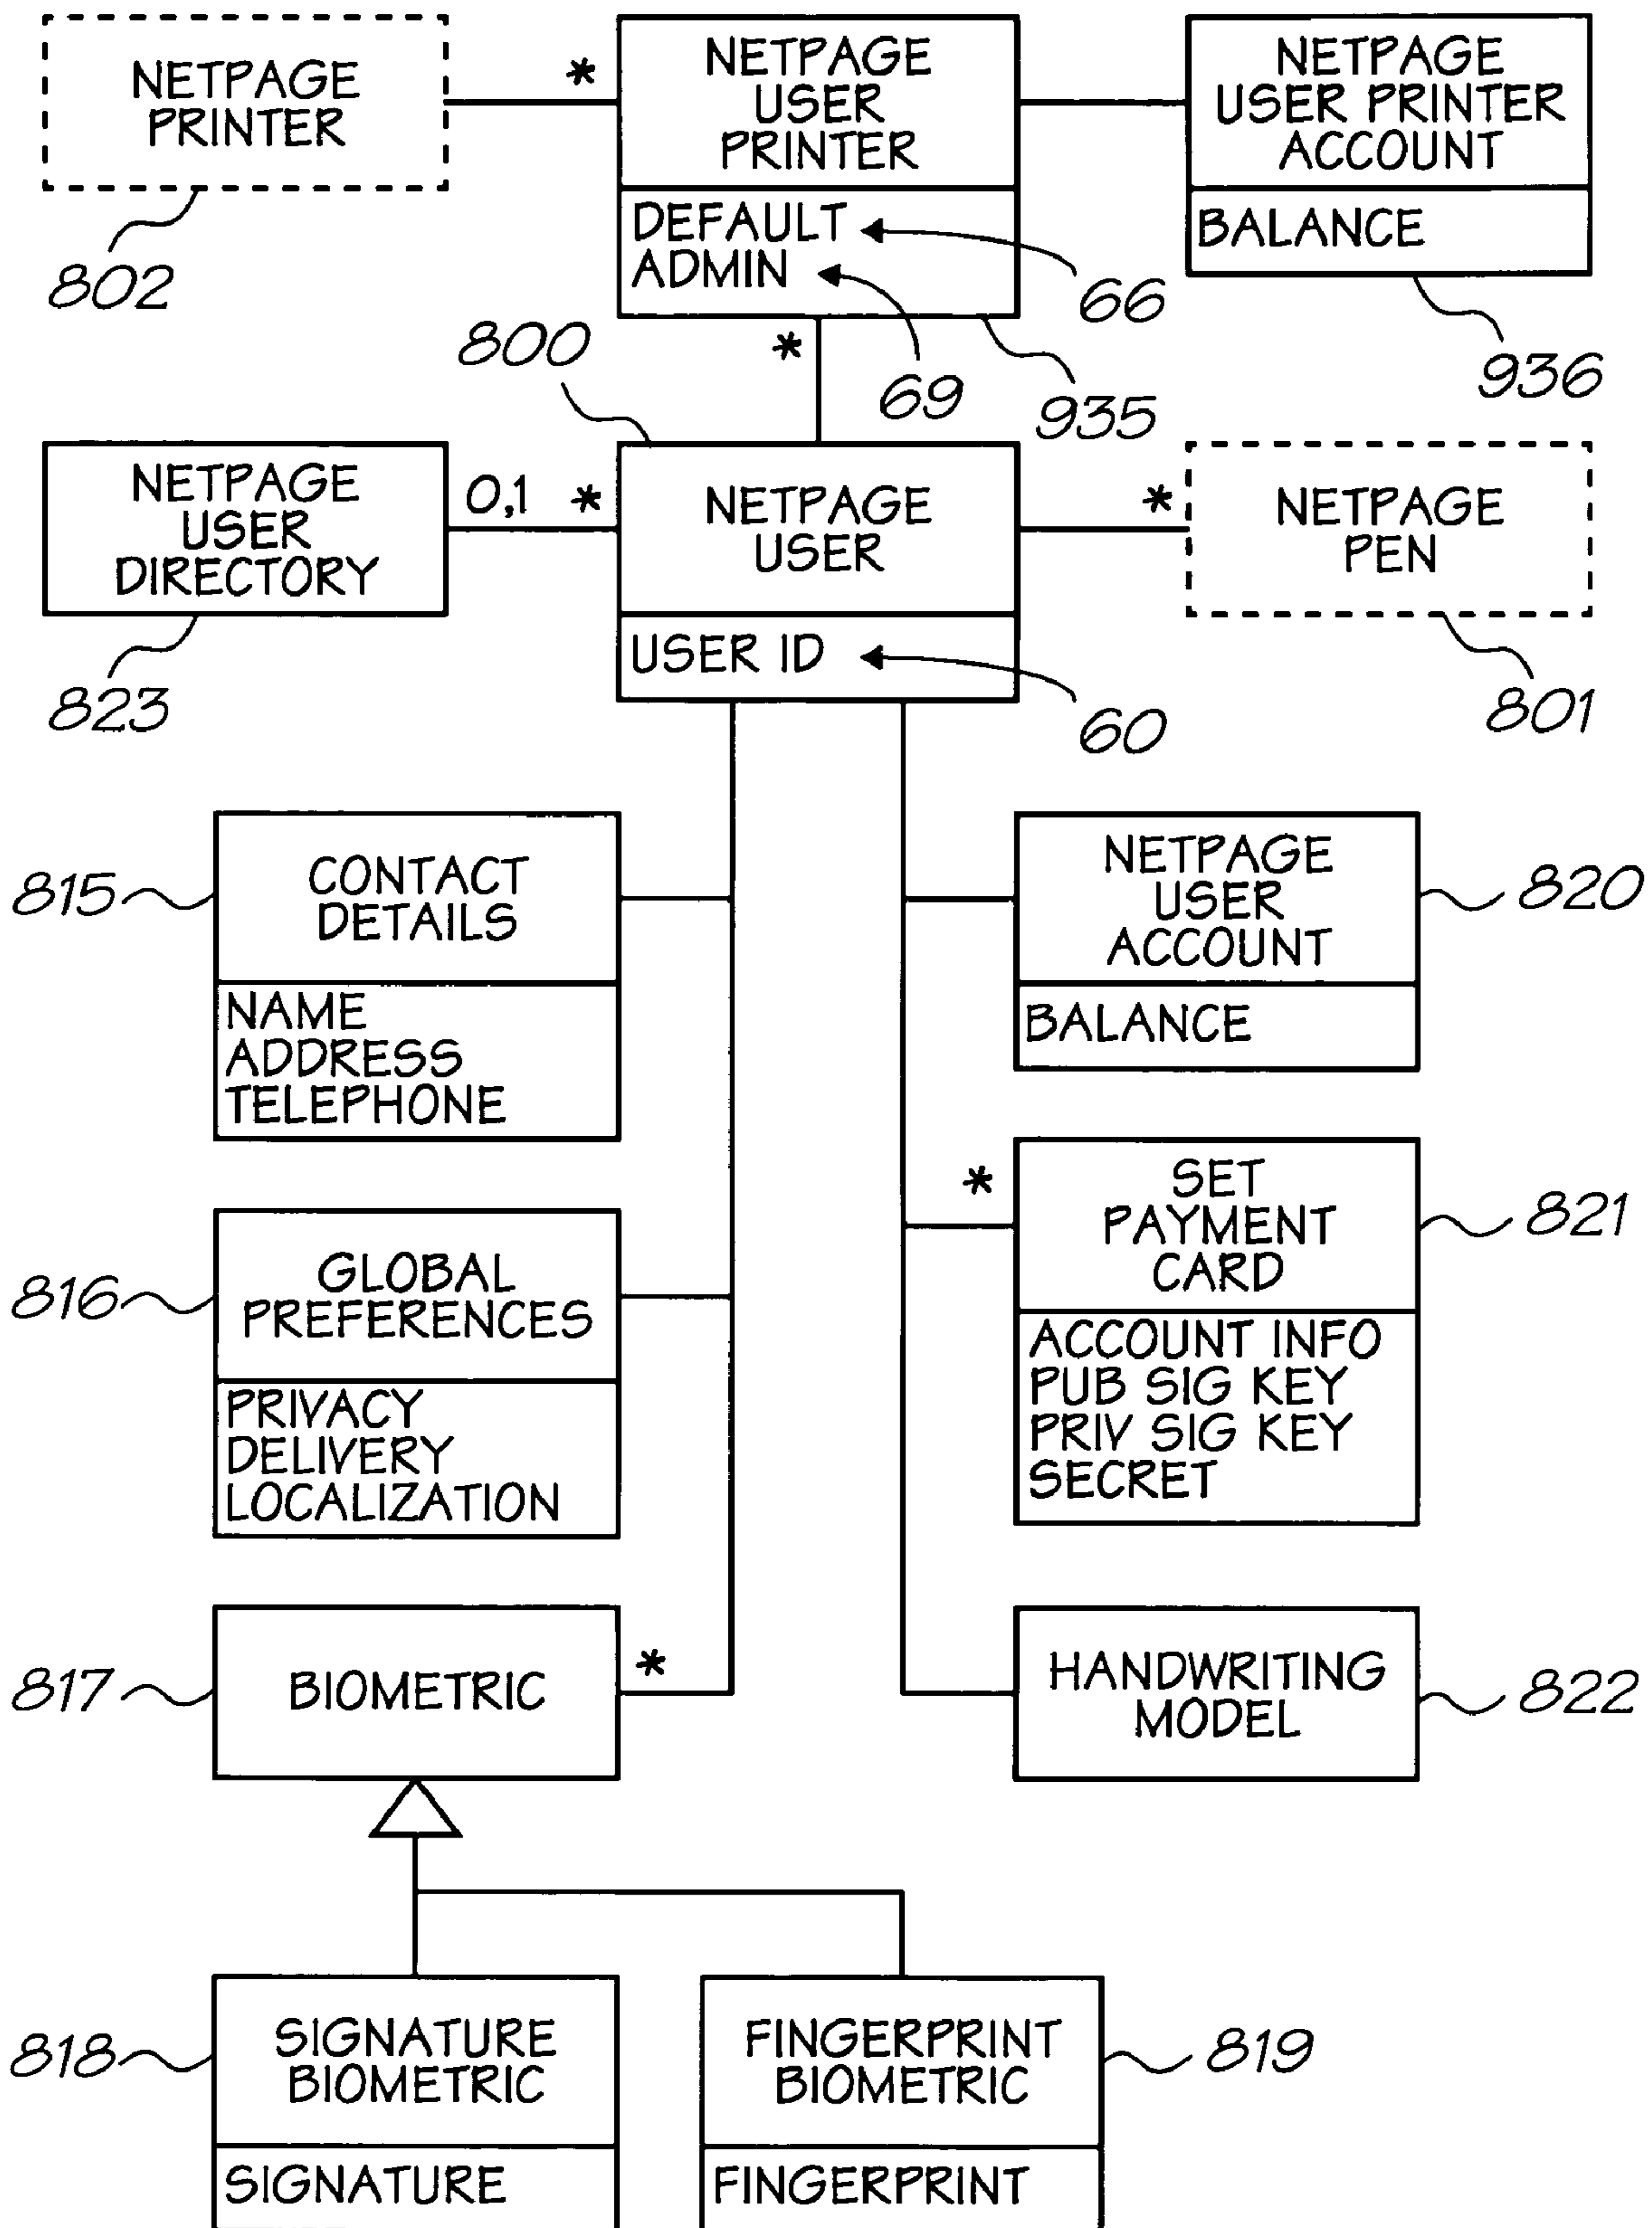 NETPAGE
PRINTER
802
*
NETPAGE
USER
PRINTER
DEFAULT
ADMIN
66
69
935
NETPAGE
USER PRINTER
ACCOUNT
BALANCE
936
*
800
NETPAGE
USER
DIRECTORY
823
0,1 *
NETPAGE
USER
USER ID
60
*
NETPAGE
PEN
801
815
CONTACT
DETAILS
NAME
ADDRESS
TELEPHONE
NETPAGE
USER
ACCOUNT
BALANCE
820
816
GLOBAL
PREFERENCES
PRIVACY
DELIVERY
LOCALIZATION
*
SET
PAYMENT
CARD
ACCOUNT INFO
PUB SIG KEY
PRIV SIG KEY
SECRET
821
817
BIOMETRIC
*
HANDWRITING
MODEL
822
818
SIGNATURE
BIOMETRIC
SIGNATURE
FINGERPRINT
BIOMETRIC
FINGERPRINT
819